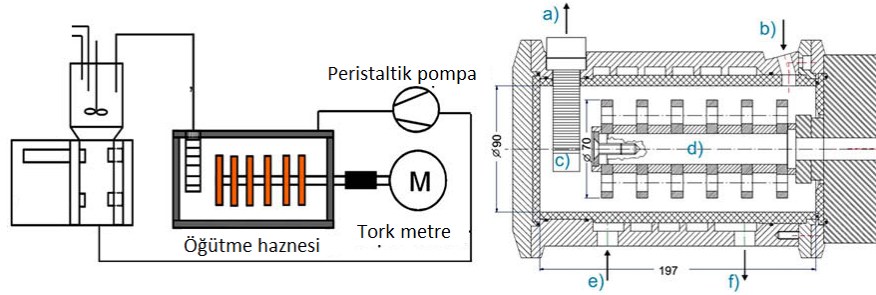 Peristaltik pompa
M
Öğütme haznesi
Tork metre
a)
b)
c)
d)
Ø90
Ø70
e)
197
f)